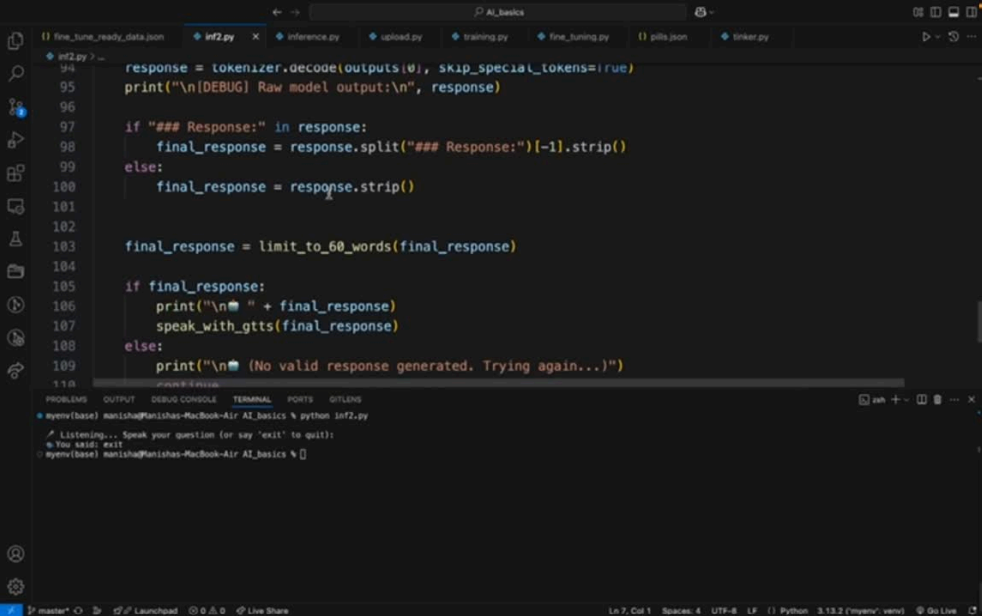 AI_basics
fine_tune_ready_data.json inf2.py inference.py upload.py training.py fine_tuning.py pills.json tinker.py
inf2.py > ...
94 response = tokenizer.decode(outputs[0], skip_special_tokens=True)
95 print("\n[DEBUG] Raw model output:\n", response)
96
97 if "### Response:" in response:
98 final_response = response.split("### Response:")[-1].strip()
99 else:
100 final_response = response.strip()
101
102
103 final_response = limit_to_60_words(final_response)
104
105 if final_response:
106 print("\n🤖 " + final_response)
107 speak_with_gtts(final_response)
108 else:
109 print("\n🤖 (No valid response generated. Trying again...)")
110 continue
PROBLEMS OUTPUT DEBUG CONSOLE TERMINAL PORTS GITLENS zsh
myenv(base) manisha@Manishas-MacBook-Air AI_basics % python inf2.py
Listening... Speak your question (or say 'exit' to quit):
You said: exit
myenv(base) manisha@Manishas-MacBook-Air AI_basics %
master* Launchpad 0 0 Live Share Ln 7, Col 1 Spaces: 4 UTF-8 LF Python 3.13.2 ('myenv': venv) Go Live